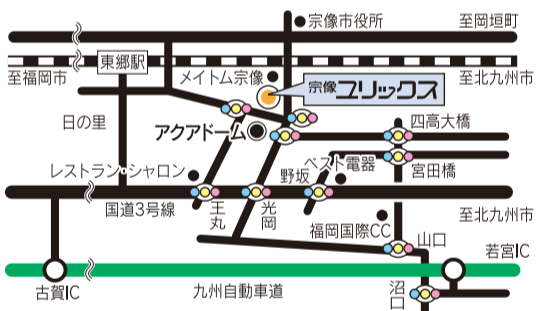 宗像市役所
至岡垣町
東郷駅
至福岡市
メイトム宗像
至北九州市
宗像ユリックス
日の里
アクアドーム
四高大橋
レストラン・シャロン
野坂
ベスト電器
宮田橋
国道3号線
王丸
光岡
至北九州市
福岡国際CC
山口
若宮IC
古賀IC
九州自動車道
沼口